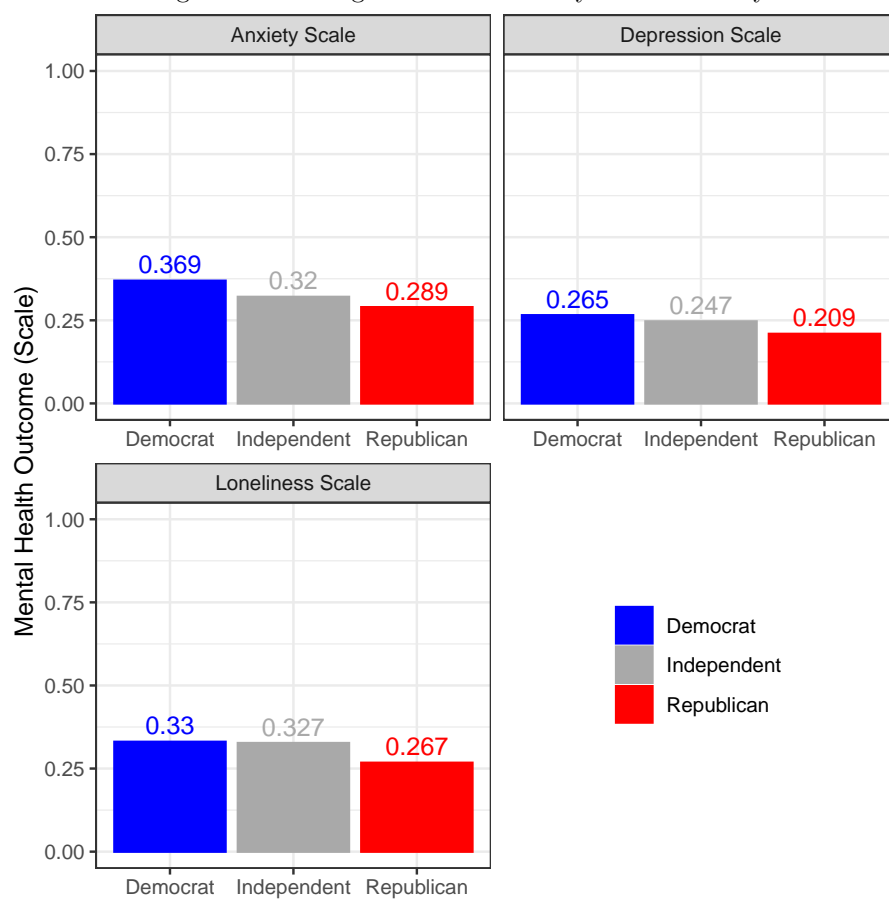 Anxiety Scale
Depression Scale
1.00
0.75
0.50
0.25
0.00
0.369
0.32
0.289
0.265
0.247
0.209
Democrat Independent Republican
Democrat Independent Republican
Mental Health Outcome (Scale)
Loneliness Scale
1.00
0.75
0.50
0.25
0.00
0.33
0.327
0.267
Democrat Independent Republican
Democrat
Independent
Republican